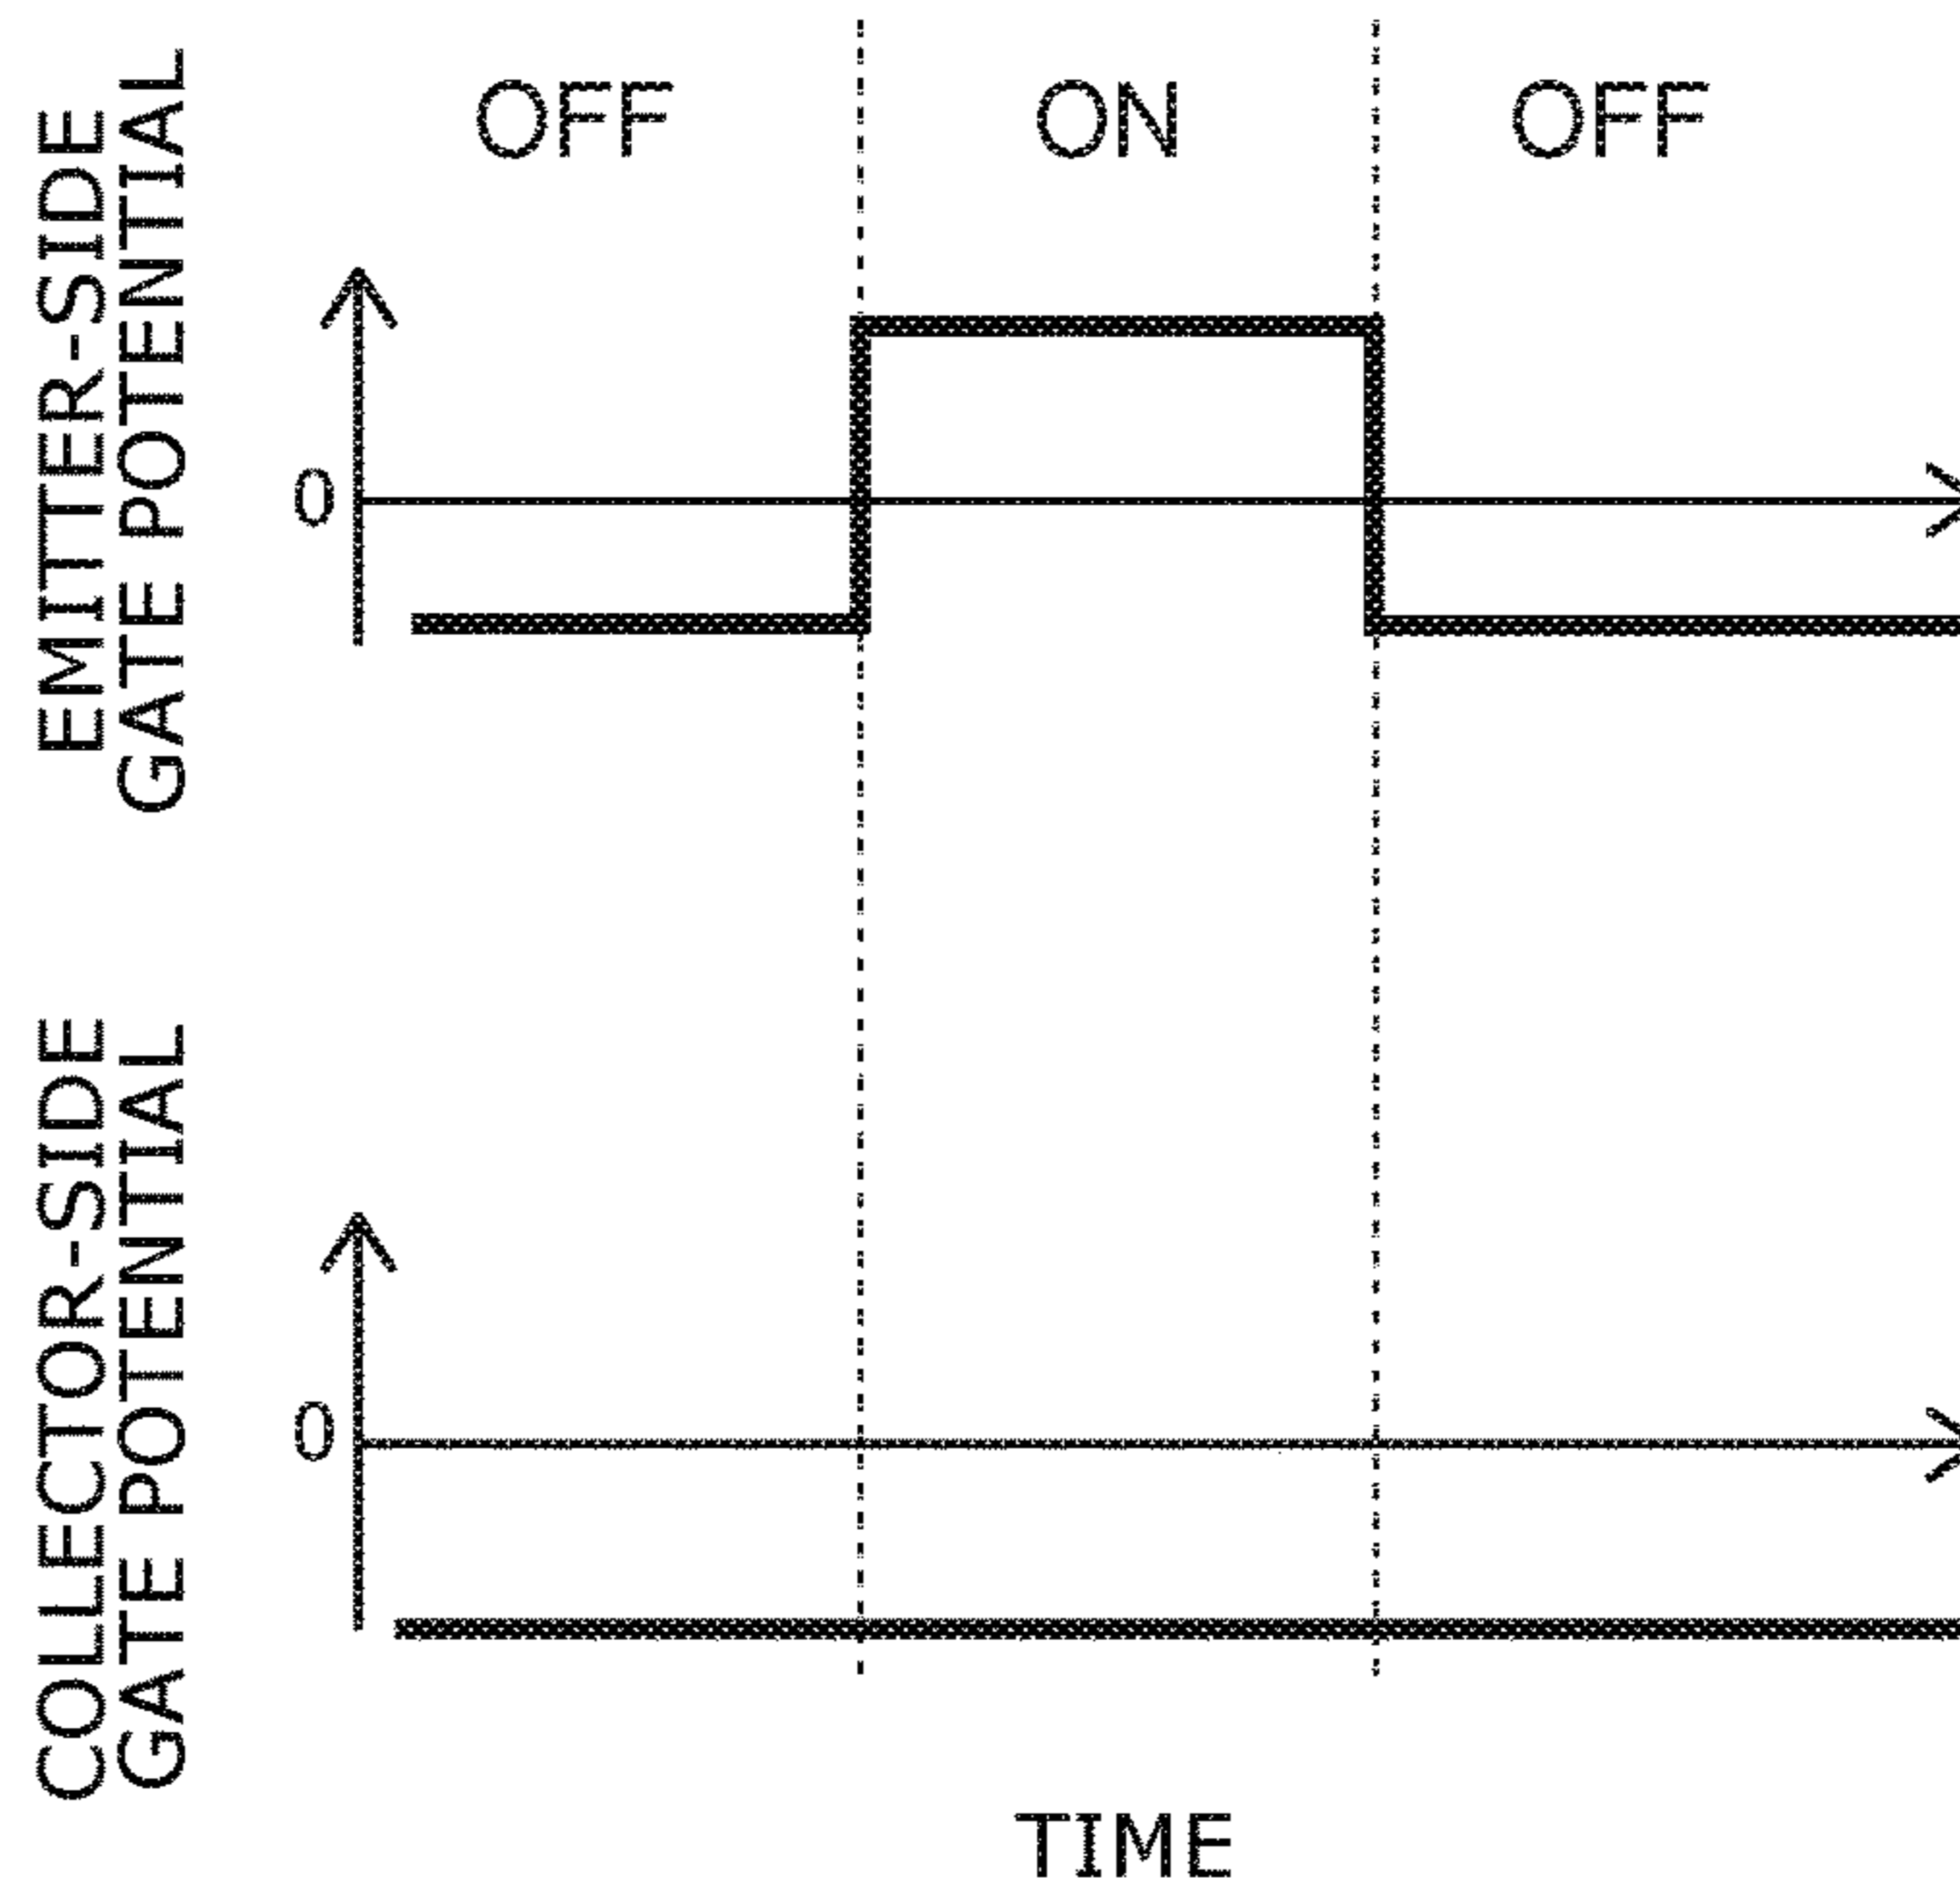 EMITTER-SIDE
GATE POTENTIAL
OFF
ON
OFF
0
COLLECTOR-SIDE
GATE POTENTIAL
0
TIME